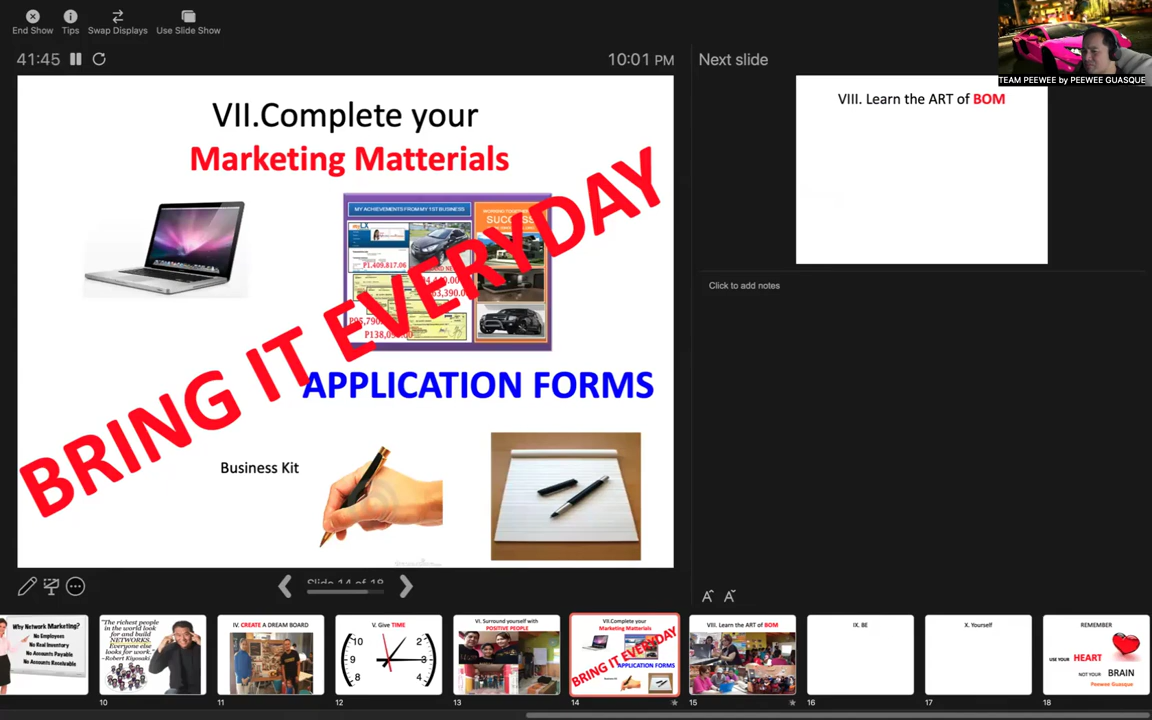 End Show
Tips
Swap Displays
Use Slide Show
41:45
10:01 PM
Next slide
TEAM PEEWEE by PEEWEE GUASQUE
VII.Complete your
Marketing Matterials
MY ACHIEVEMENTS FROM MY 1ST BUSINESS
P1,409,817.06
BRING IT EVERYDAY
APPLICATION FORMS
Business Kit
VIII. Learn the ART of BOM
Click to add notes
Slide 14 of 18
Why Network Marketing?
No Employees
No Real Inventory
No Accounts Payable
No Accounts Receivable
"The richest people
in the world look
for and build
NETWORKS.
Everyone else
looks for work."
-Robert Kiyosaki
10
IV. CREATE A DREAM BOARD
11
V. Give TIME
10
2
9
3
8
4
12
VI. Surround yourself with
POSITIVE PEOPLE
13
VII.Complete your
Marketing Materials
BRING IT EVERYDAY
APPLICATION FORMS
14
VIII. Learn the ART of BOM
15
IX. BE
16
X. Yourself
17
REMEMBER
USE YOUR HEART
NOT YOUR BRAIN
Peewee Guasque
18